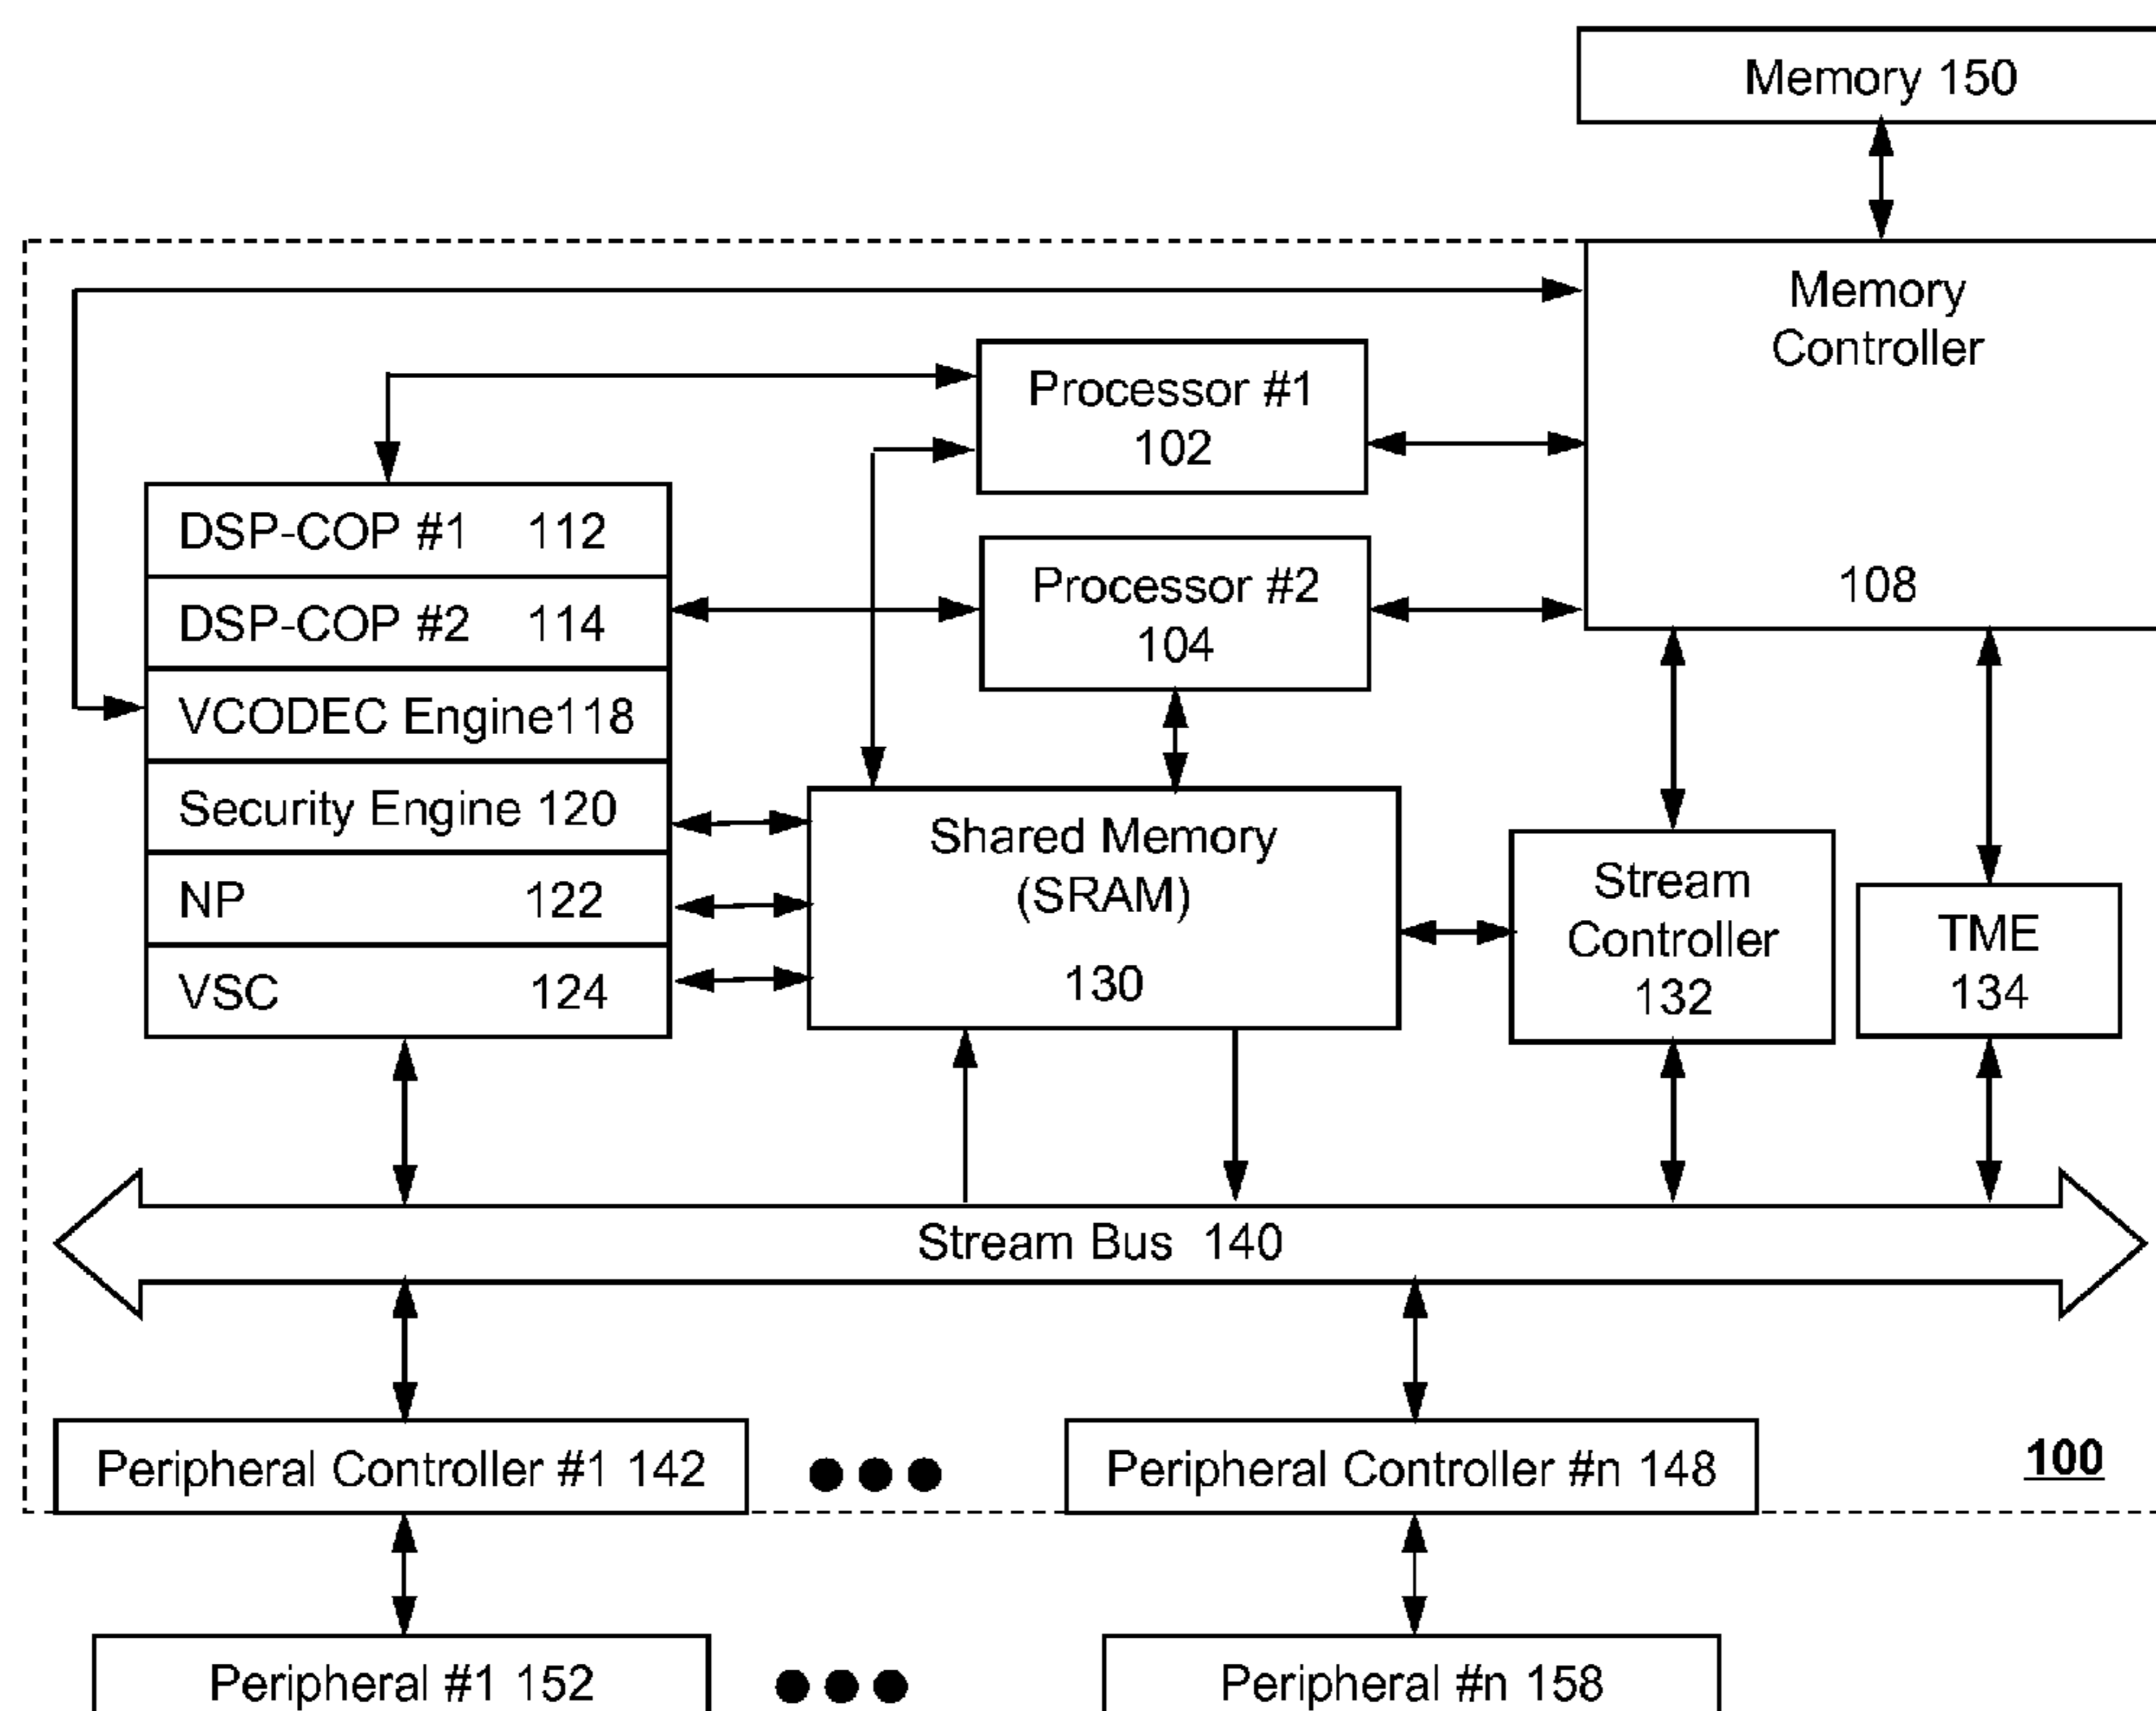 Memory 150
Memory
Controller
108
Processor #1
102
DSP-COP #1 112
DSP-COP #2 114
VCODEC Engine118
Security Engine 120
NP 122
VSC 124
Processor #2
104
Shared Memory
(SRAM)
130
Stream
Controller
132
TME
134
Stream Bus 140
Peripheral Controller #1 142
Peripheral Controller #n 148
100
Peripheral #1 152
Peripheral #n 158